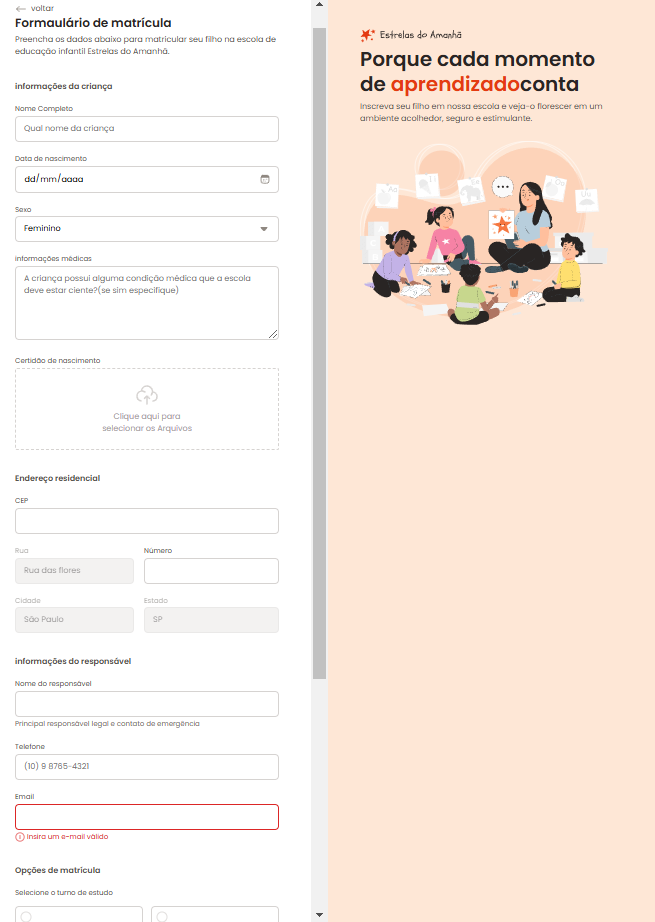 voltar
Formaulário de matrícula
Preencha os dados abaixo para matricular seu filho na escola de
educação infantil Estrelas do Amanhã.
informações da criança
Nome Completo
Qual nome da criança
Data de nascimento
dd/mm/aaaa
Sexo
Feminino
informações médicas
A criança possui alguma condição médica que a escola
deve estar ciente?(se sim especifique)
Certidão de nascimento
Clique aqui para
selecionar os Arquivos
Endereço residencial
CEP
Rua
Número
Rua das flores
Cidade
Estado
São Paulo
SP
informações do responsável
Nome do responsável
Principal responsável legal e contato de emergência
Telefone
(10) 9 8765-4321
Email
Insira um e-mail válido
Opções de matrícula
Selecione o turno de estudo
Estrelas do Amanhã
Porque cada momento
de aprendizadoconta
Inscreva seu filho em nossa escola e veja-o florescer em um
ambiente acolhedor, seguro e estimulante.